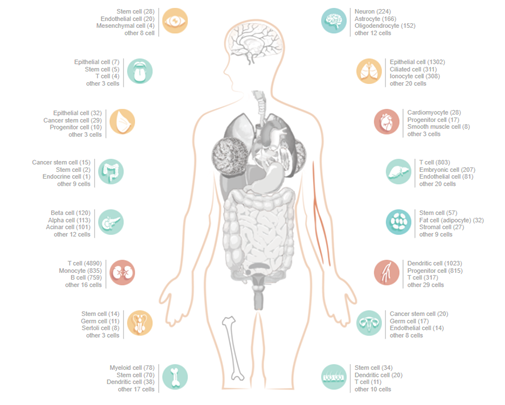 Stem cell (28)
Endothelial cell (20)
Mesenchymal cell (4)
other 8 cell
Neuron (224)
Astrocyte (166)
Oligodendrocyte (152)
other 12 cells
Epithelial cell (7)
Stem cell (5)
T cell (4)
other 3 cells
Epithelial cell (1302)
Ciliated cell (311)
Ionocyte cell (308)
other 20 cells
Epithelial cell (32)
Cancer stem cell (29)
Progenitor cell (10)
other 3 cells
Cardiomyocyte (28)
Progenitor cell (17)
Smooth muscle cell (8)
other 3 cells
Cancer stem cell (15)
Stem cell (2)
Endocrine cell (1)
other 9 cells
T cell (803)
Embryonic cell (207)
Endothelial cell (81)
other 20 cells
Beta cell (120)
Alpha cell (113)
Acinar cell (101)
other 12 cells
Stem cell (57)
Fat cell (adipocyte) (32)
Stromal cell (27)
other 9 cells
T cell (4890)
Monocyte (835)
B cell (759)
other 16 cells
Dendritic cell (1023)
Progenitor cell (815)
T cell (317)
other 29 cells
Stem cell (14)
Germ cell (11)
Sertoli cell (8)
other 3 cells
Cancer stem cell (20)
Germ cell (17)
Endothelial cell (14)
other 8 cells
Myeloid cell (78)
Stem cell (70)
Dendritic cell (38)
other 17 cells
Stem cell (34)
Dendritic cell (20)
T cell (11)
other 10 cells